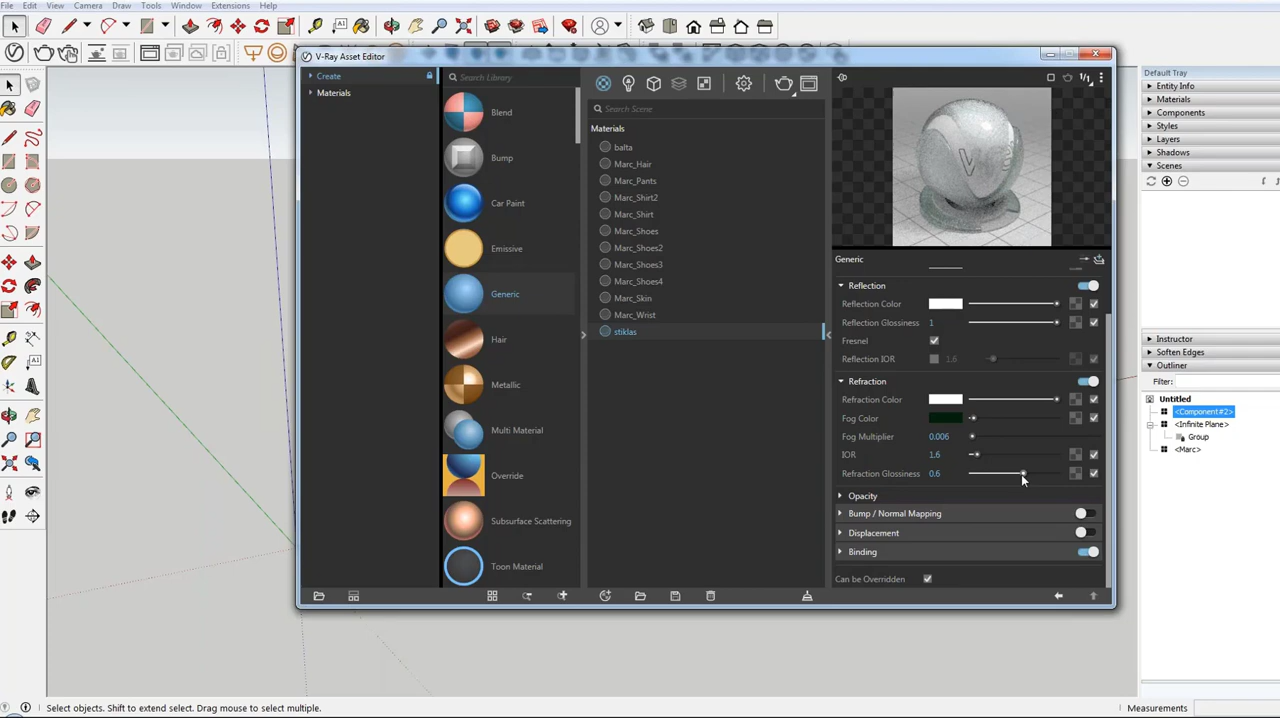 File Edit View Camera Draw Tools Window Extensions Help
V-Ray Asset Editor
Default Tray
Create
Materials
Search Library
Blend
Bump
Car Paint
Emissive
Generic
Hair
Metallic
Multi Material
Override
Subsurface Scattering
Toon Material
Search Scene
Materials
balta
Marc_Hair
Marc_Pants
Marc_Shirt2
Marc_Shirt
Marc_Shoes
Marc_Shoes2
Marc_Shoes3
Marc_Shoes4
Marc_Skin
Marc_Wrist
stiklas
1/1
V
Generic
Reflection
Reflection Color
Reflection Glossiness 1
Fresnel
Reflection IOR 1.6
Refraction
Refraction Color
Fog Color
Fog Multiplier 0.006
IOR 1.6
Refraction Glossiness 0.6
Opacity
Bump / Normal Mapping
Displacement
Binding
Can be Overridden
Entity Info
Materials
Components
Styles
Layers
Shadows
Scenes
Instructor
Soften Edges
Outliner
Filter:
Untitled
<Component#2>
<Infinite Plane>
Group
<Marc>
Select objects. Shift to extend select. Drag mouse to select multiple.
Measurements